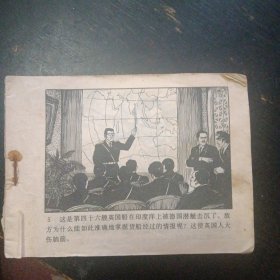 5 这是第四十六艘英国船在印度洋上被德国潜艇击沉了。敌
方为什么能如此准确地掌握货船经过的情报呢？这使英国人大
伤脑筋。